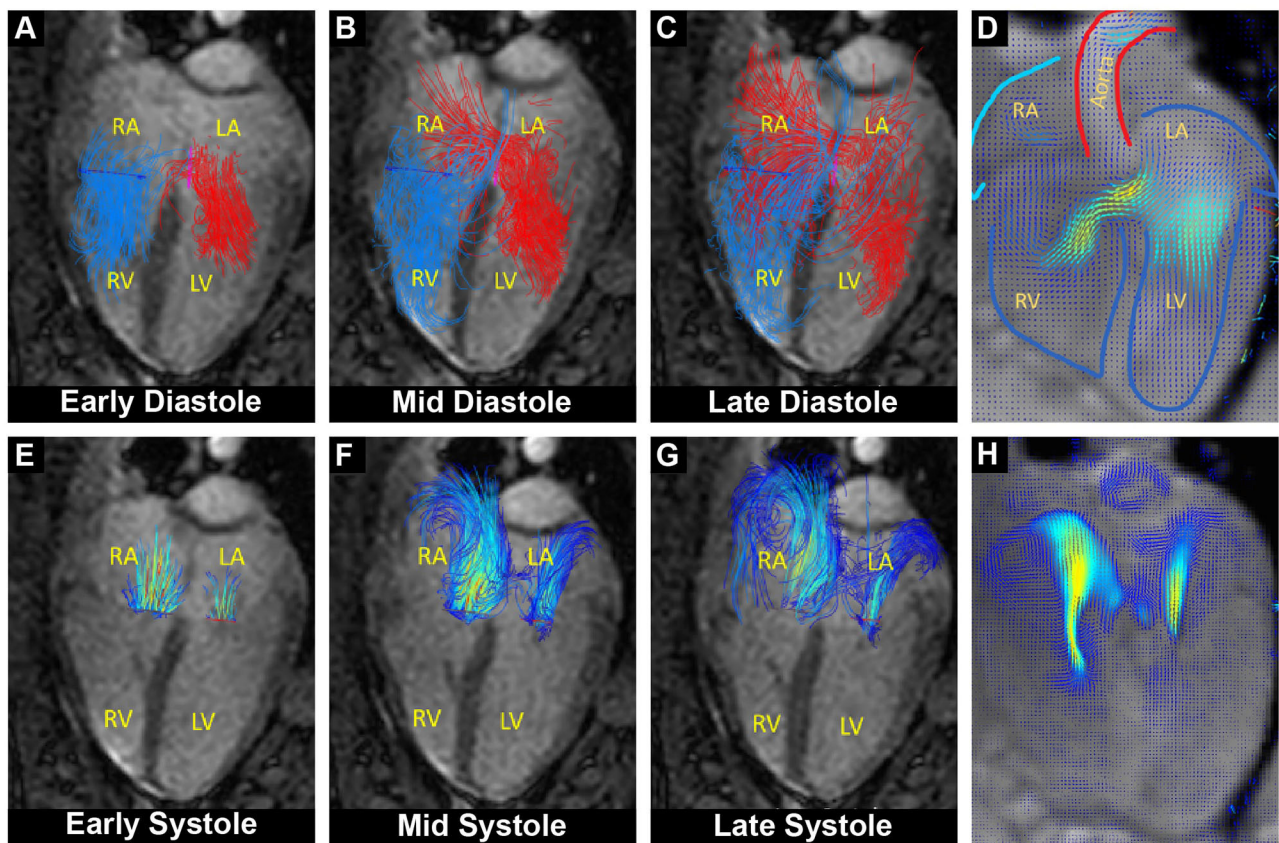 A
RA
LA
RV
LV
Early Diastole
B
RA
LA
RV
LV
Mid Diastole
C
RA
LA
RV
LV
Late Diastole
D
Aorta
RA
LA
RV
LV
E
RA
LA
RV
LV
Early Systole
F
RA
LA
RV
LV
Mid Systole
G
RA
LA
RV
LV
Late Systole
H